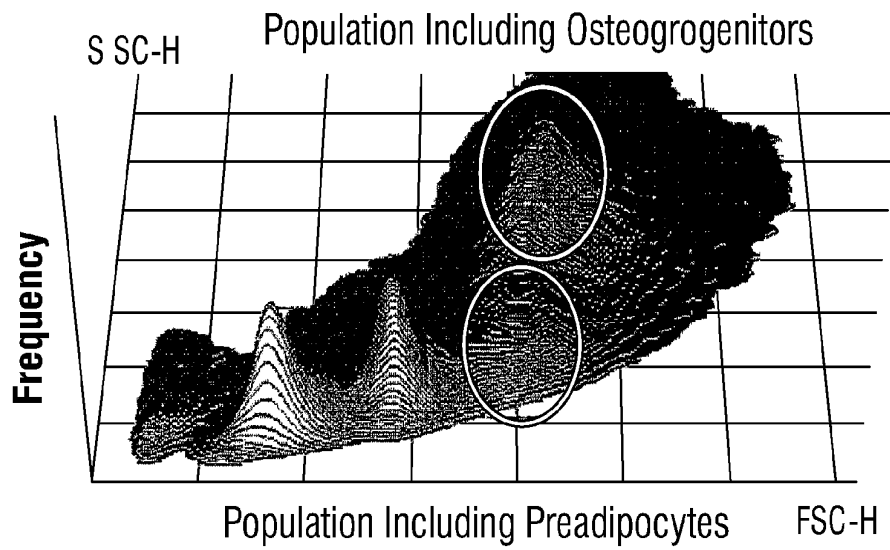 Population Including Osteogrogenitors
S SC-H
Frequency
Population Including Preadipocytes
FSC-H